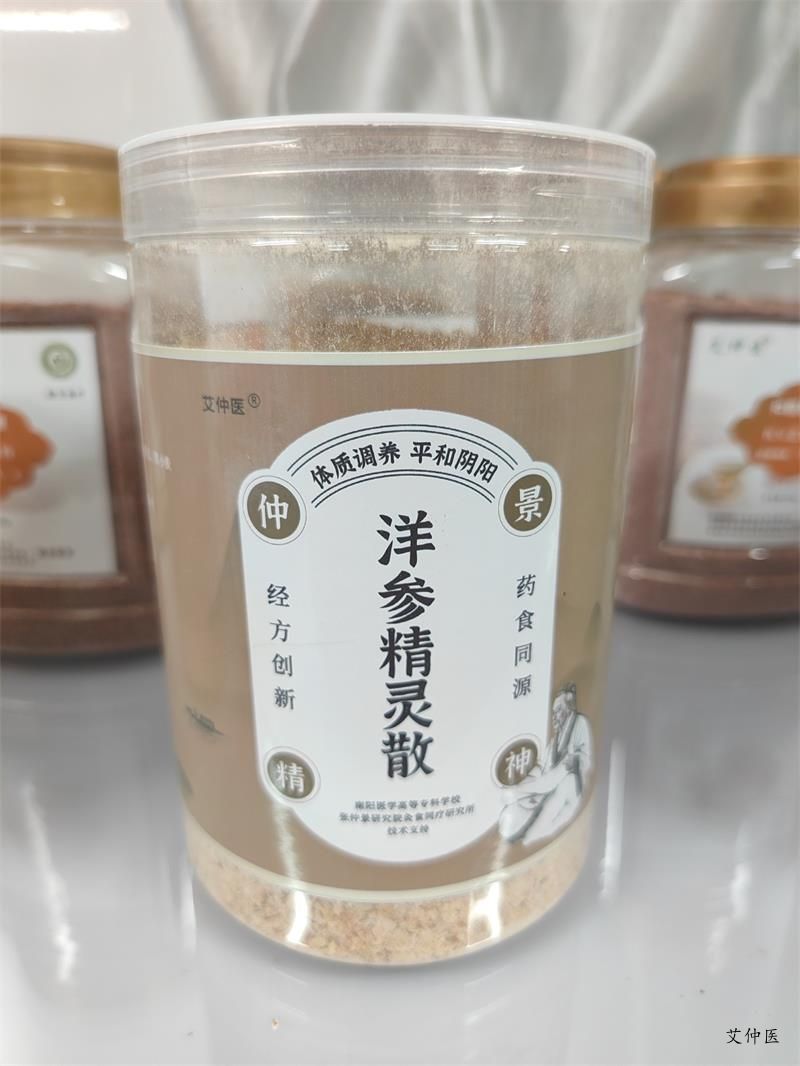 艾仲医®
体质调养 平和阴阳
仲
景
洋参精灵散
经方创新
药食同源
精
神
南阳医学高等专科学校
张仲景研究院灸食同疗研究所
技术支持
艾仲医